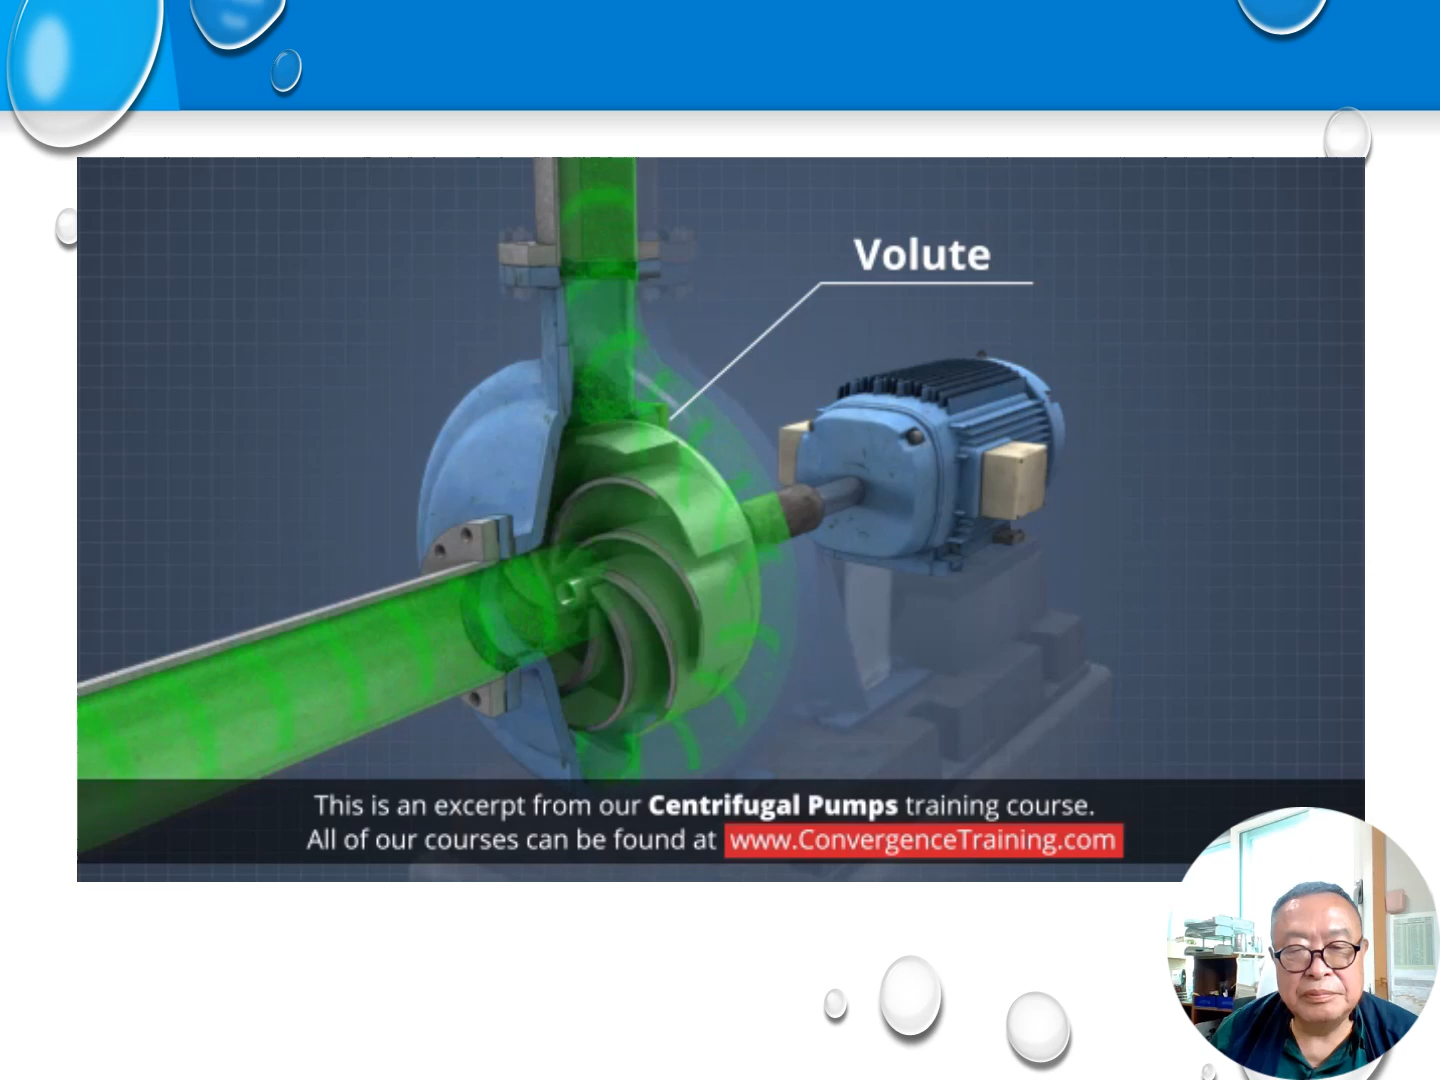 Volute
This is an excerpt from our Centrifugal Pumps training course.
All of our courses can be found at www.ConvergenceTraining.com